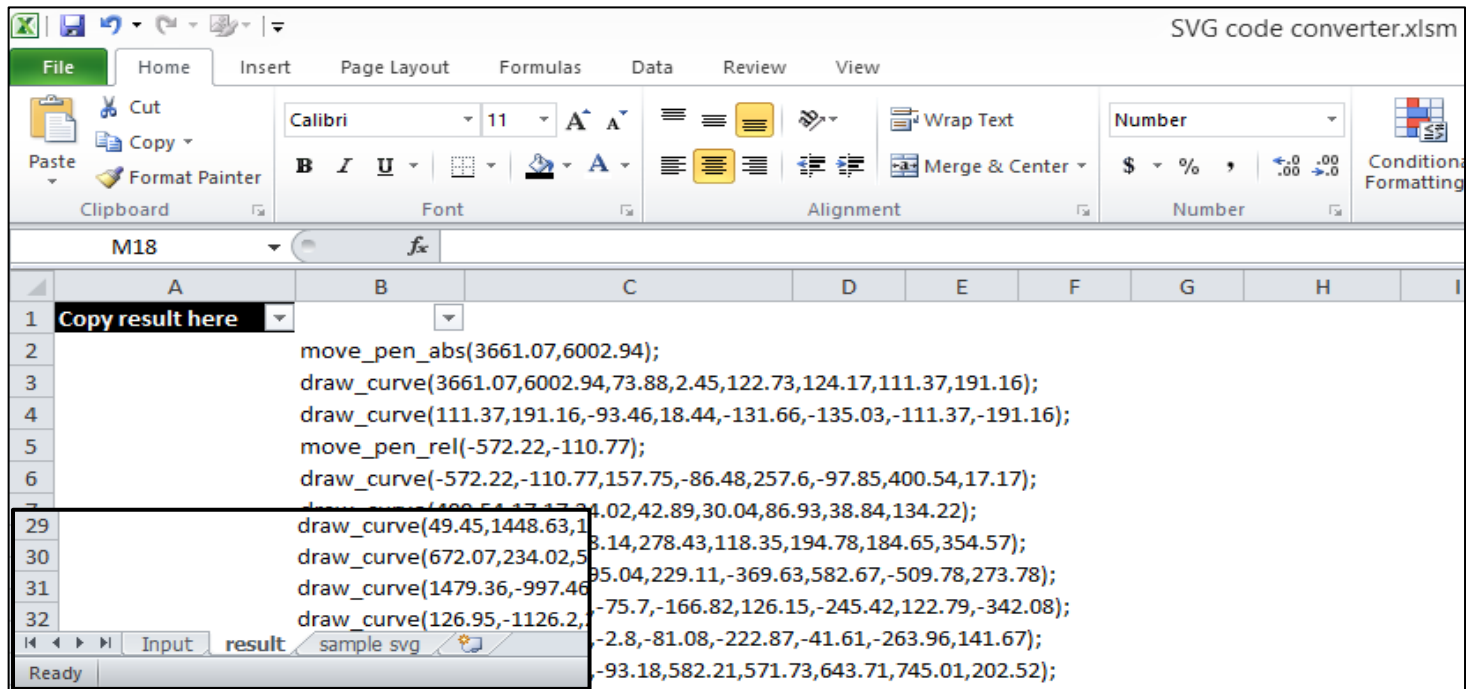 SVG code converter.xlsm
File Home Insert Page Layout Formulas Data Review View
Paste
Cut
Copy
Format Painter
Clipboard
Calibri 11 A A
B I U A
Font
Wrap Text
Merge & Center
Alignment
Number
$ % , .00 .0
Number
Conditiona
Formatting
M18 fx
A B C D E F G H I
1 Copy result here
2 move_pen_abs(3661.07,6002.94);
3 draw_curve(3661.07,6002.94,73.88,2.45,122.73,124.17,111.37,191.16);
4 draw_curve(111.37,191.16,-93.46,18.44,-131.66,-135.03,-111.37,-191.16);
5 move_pen_rel(-572.22,-110.77);
6 draw_curve(-572.22,-110.77,157.75,-86.48,257.6,-97.85,400.54,17.17);
4.02,42.89,30.04,86.93,38.84,134.22);
3.14,278.43,118.35,194.78,184.65,354.57);
95.04,229.11,-369.63,582.67,-509.78,273.78);
,-75.7,-166.82,126.15,-245.42,122.79,-342.08);
,-2.8,-81.08,-222.87,-41.61,-263.96,141.67);
,-93.18,582.21,571.73,643.71,745.01,202.52);
29 draw_curve(49.45,1448.63,1
30 draw_curve(672.07,234.02,5
31 draw_curve(1479.36,-997.46
32 draw_curve(126.95,-1126.2,
Input result sample svg
Ready